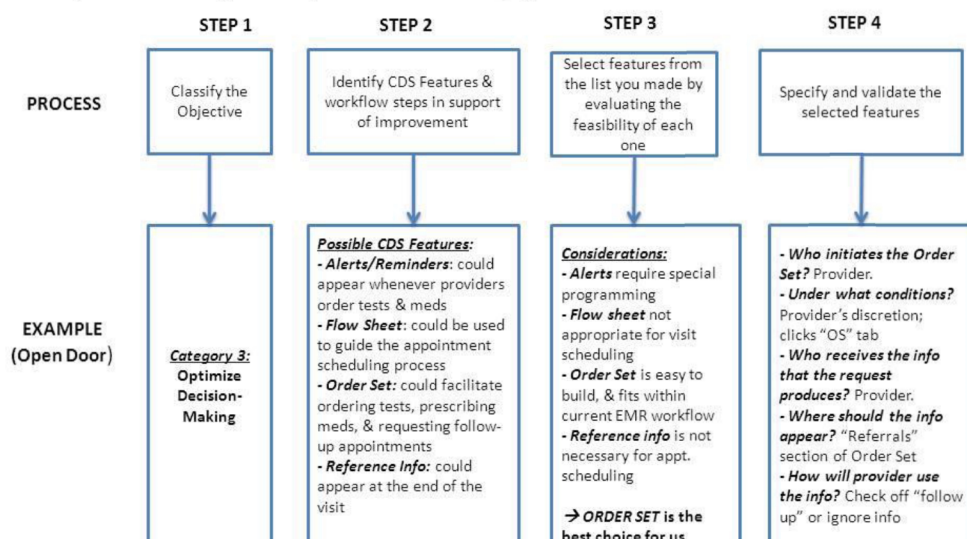 STEP 1
STEP 2
STEP 3
STEP 4
PROCESS
Classify the
Objective
Identify CDS Features &
workflow steps in support
of improvement
Select features from
the list you made by
evaluating the
feasibility of each
one
Specify and validate the
selected features
EXAMPLE
(Open Door)
Category 3:
Optimize
Decision-
Making
Possible CDS Features:
- Alerts/Reminders: could
appear whenever providers
order tests & meds
- Flow Sheet: could be used
to guide the appointment
scheduling process
- Order Set: could facilitate
ordering tests, prescribing
meds, & requesting follow-
up appointments
- Reference Info: could
appear at the end of the
visit
Considerations:
- Alerts require special
programming
- Flow sheet not
appropriate for visit
scheduling
- Order Set is easy to
build, & fits within
current EMR workflow
- Reference info is not
necessary for appt.
scheduling
→ ORDER SET is the
best choice for us
- Who initiates the Order
Set? Provider.
- Under what conditions?
Provider's discretion;
clicks "OS" tab
- Who receives the info
that the request
produces? Provider.
- Where should the info
appear? "Referrals"
section of Order Set
- How will provider use
the info? Check off "follow
up" or ignore info